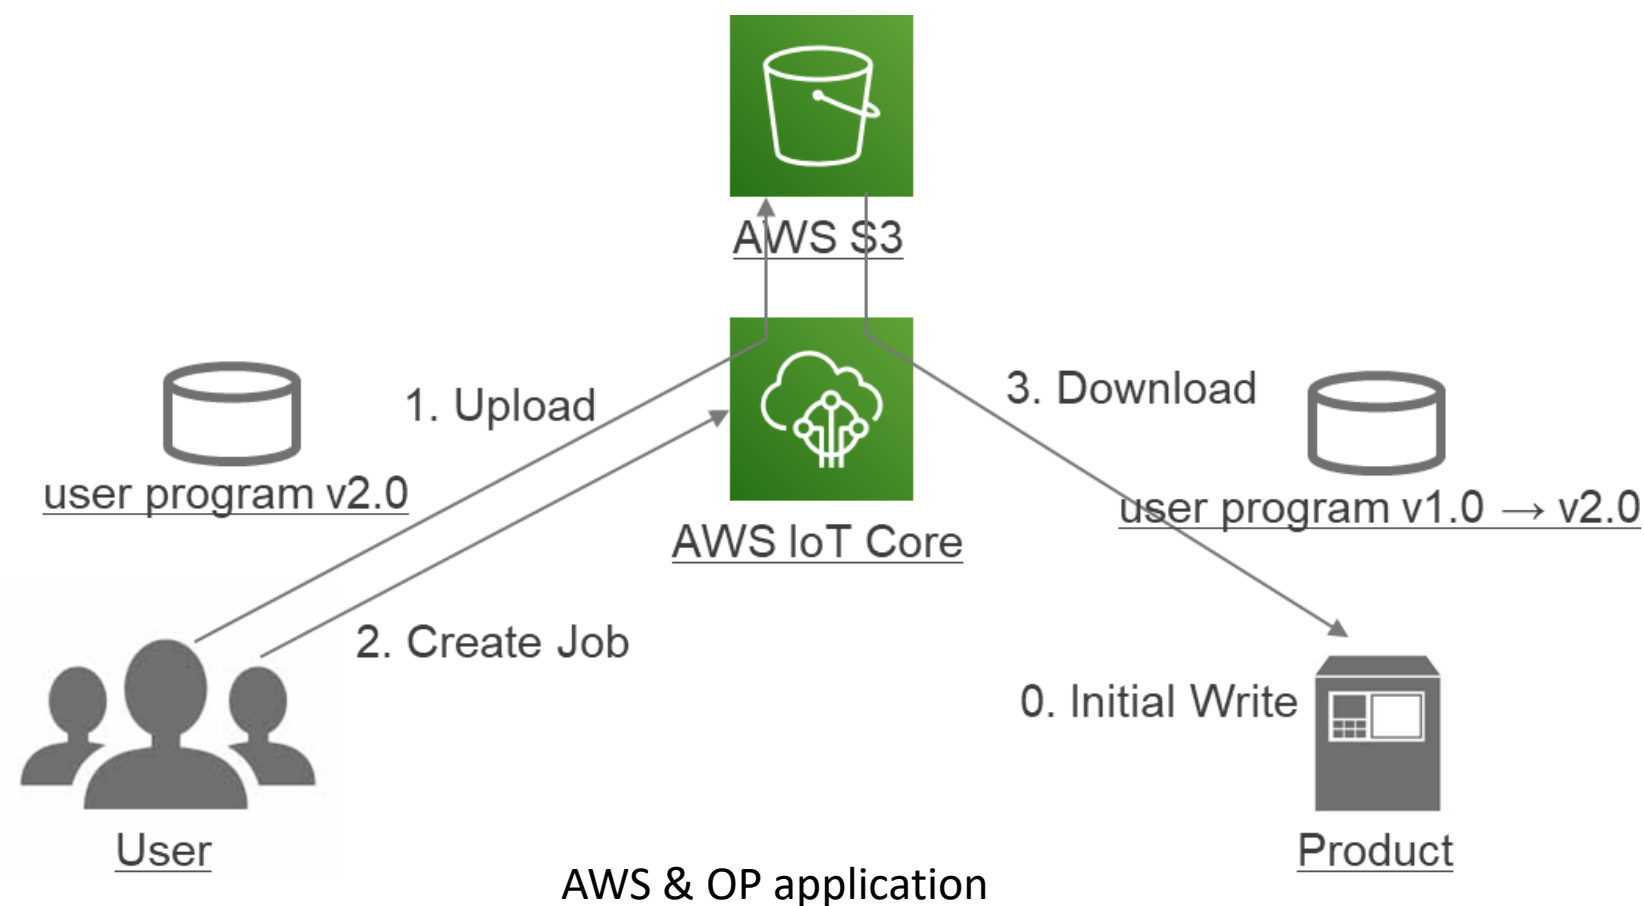 AWS S3
1. Upload
3. Download
user program v2.0
user program v1.0 → v2.0
AWS IoT Core
2. Create Job
0. Initial Write
User
Product
AWS & OP application